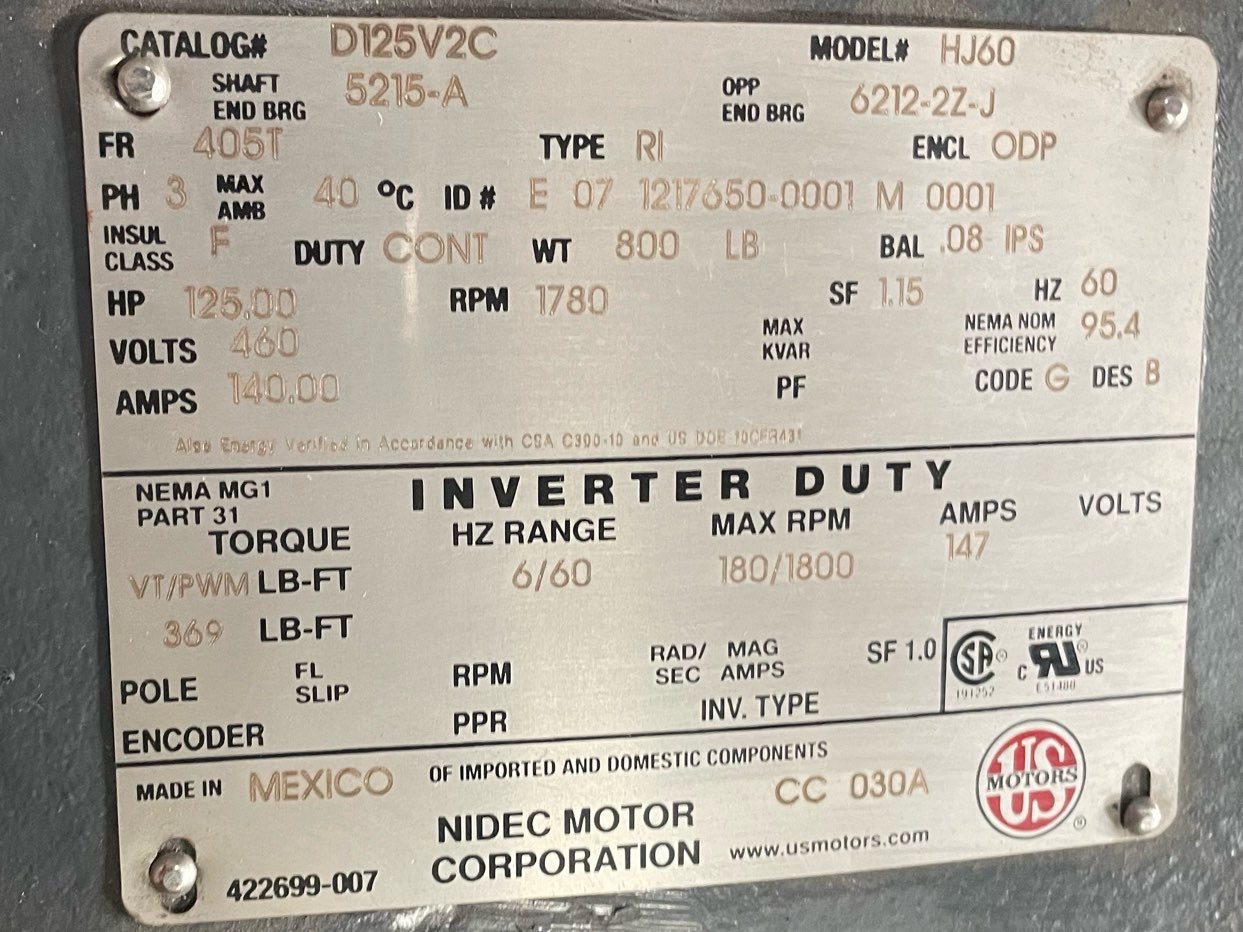 CATALOG# D125V2C MODEL# HJ60
SHAFT END BRG 5215-A OPP END BRG 6212-2Z-J
FR 405T TYPE RI ENCL ODP
PH 3 MAX AMB 40 °C ID# E 07 1217650-0001 M 0001
INSUL CLASS F DUTY CONT WT 800 LB BAL .08 IPS
HP 125.00 RPM 1780 SF 1.15 HZ 60
VOLTS 460 MAX KVAR NEMA NOM EFFICIENCY 95.4
AMPS 140.00 PF CODE G DES B
Also Energy Verified in Accordance with CSA C390-10 and US DOE 10CFR431
NEMA MG1 PART 31 INVERTER DUTY
TORQUE HZ RANGE MAX RPM AMPS VOLTS
VT/PWM LB-FT 6/60 180/1800 147
369 LB-FT
POLE FL SLIP RPM RAD/SEC MAG AMPS SF 1.0
ENCODER PPR INV. TYPE
SA ® 191252
ENERGY C RU ® US E51488
MADE IN MEXICO OF IMPORTED AND DOMESTIC COMPONENTS
CC 030A
NIDEC MOTOR
CORPORATION www.usmotors.com
US MOTORS ®
422699-007